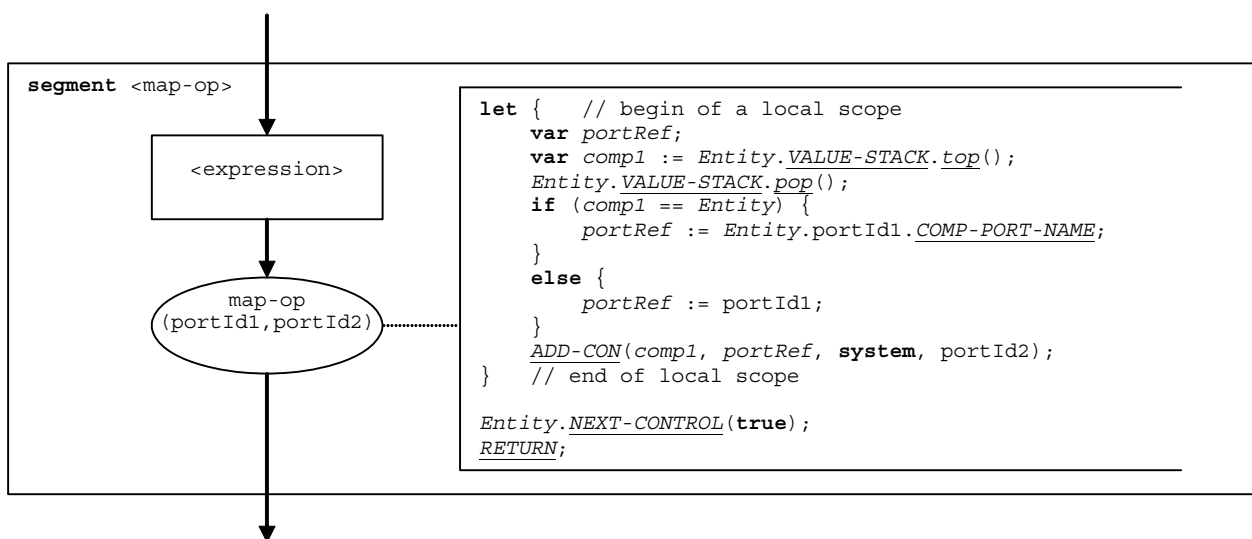 segment <map-op>
<expression>
map-op
(portId1,portId2)
let {   // begin of a local scope
    var portRef;
    var comp1 := Entity.VALUE-STACK.top();
    Entity.VALUE-STACK.pop();
    if (comp1 == Entity) {
        portRef := Entity.portId1.COMP-PORT-NAME;
    }
    else {
        portRef := portId1;
    }
    ADD-CON(comp1, portRef, system, portId2);
}   // end of local scope
Entity.NEXT-CONTROL(true);
RETURN;